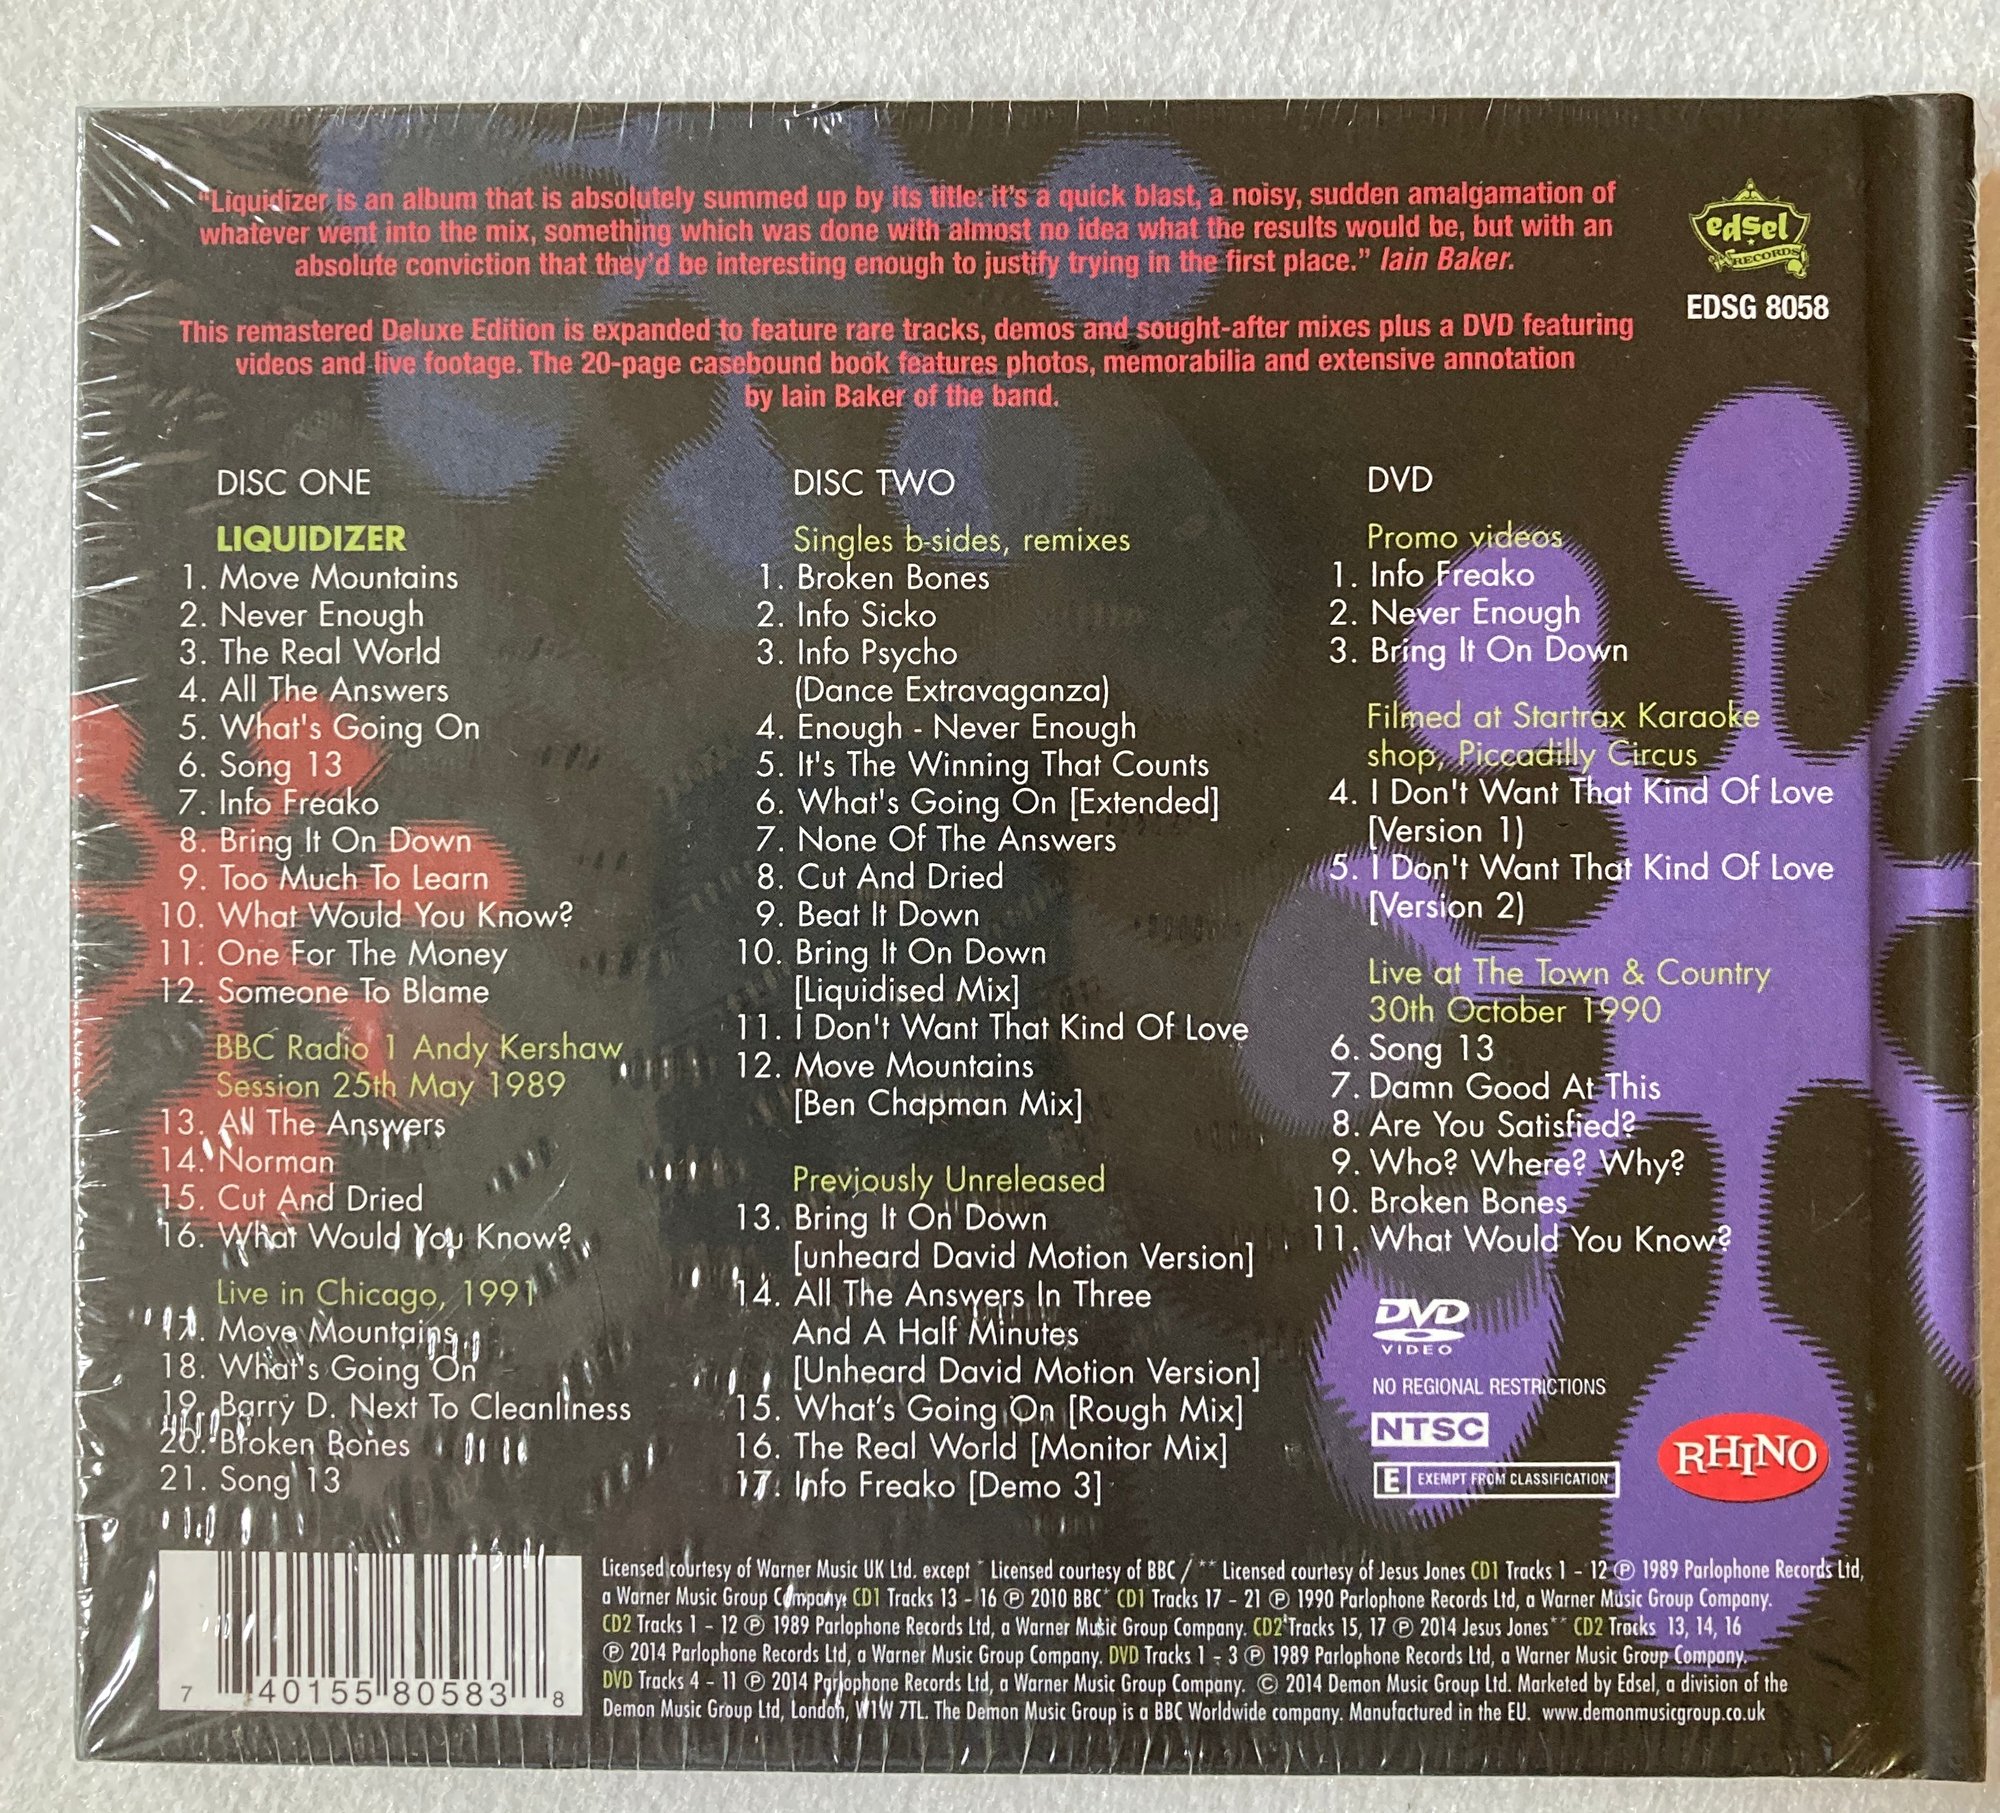 "Liquidizer is an album that is absolutely summed up by its title: it's a quick blast, a noisy, sudden amalgamation of
whatever went into the mix, something which was done with almost no idea what the results would be, but with an
absolute conviction that they'd be interesting enough to justify trying in the first place." Iain Baker.
edsel
RECORDS
EDSG 8058
This remastered Deluxe Edition is expanded to feature rare tracks, demos and sought-after mixes plus a DVD featuring
videos and live footage. The 20-page casebound book features photos, memorabilia and extensive annotation
by Iain Baker of the band.
DISC ONE
LIQUIDIZER
1. Move Mountains
2. Never Enough
3. The Real World
4. All The Answers
5. What's Going On
6. Song 13
7. Info Freako
8. Bring It On Down
9. Too Much To Learn
10. What Would You Know?
11. One For The Money
12. Someone To Blame
BBC Radio 1 Andy Kershaw
Session 25th May 1989
13. All The Answers
14. Norman
15. Cut And Dried
16. What Would You Know?
Live in Chicago, 1991
17. Move Mountains
18. What's Going On
19. Barry D. Next To Cleanliness
20. Broken Bones
21. Song 13
DISC TWO
Singles b-sides, remixes
1. Broken Bones
2. Info Sicko
3. Info Psycho
(Dance Extravaganza)
4. Enough - Never Enough
5. It's The Winning That Counts
6. What's Going On [Extended]
7. None Of The Answers
8. Cut And Dried
9. Beat It Down
10. Bring It On Down
[Liquidised Mix]
11. I Don't Want That Kind Of Love
12. Move Mountains
[Ben Chapman Mix]
Previously Unreleased
13. Bring It On Down
[unheard David Motion Version]
14. All The Answers In Three
And A Half Minutes
[Unheard David Motion Version]
15. What's Going On [Rough Mix]
16. The Real World [Monitor Mix]
17. Info Freako [Demo 3]
DVD
Promo videos
1. Info Freako
2. Never Enough
3. Bring It On Down
Filmed at Startrax Karaoke
shop, Piccadilly Circus
4. I Don't Want That Kind Of Love
[Version 1)
5. I Don't Want That Kind Of Love
[Version 2)
Live at The Town & Country
30th October 1990
6. Song 13
7. Damn Good At This
8. Are You Satisfied?
9. Who? Where? Why?
10. Broken Bones
11. What Would You Know?
DVD
VIDEO
NO REGIONAL RESTRICTIONS
NTSC
E EXEMPT FROM CLASSIFICATION
RHINO
7 40155 80583 8
Licensed courtesy of Warner Music UK Ltd. except * Licensed courtesy of BBC / ** Licensed courtesy of Jesus Jones CD1 Tracks 1 - 12 ℗ 1989 Parlophone Records Ltd,
a Warner Music Group Company. CD1 Tracks 13 - 16 ℗ 2010 BBC* CD1 Tracks 17 - 21 ℗ 1990 Parlophone Records Ltd, a Warner Music Group Company.
CD2 Tracks 1 - 12 ℗ 1989 Parlophone Records Ltd, a Warner Music Group Company. CD2 Tracks 15, 17 ℗ 2014 Jesus Jones** CD2 Tracks 13, 14, 16
℗ 2014 Parlophone Records Ltd, a Warner Music Group Company. DVD Tracks 1 - 3 ℗ 1989 Parlophone Records Ltd, a Warner Music Group Company.
DVD Tracks 4 - 11 ℗ 2014 Parlophone Records Ltd, a Warner Music Group Company. © 2014 Demon Music Group Ltd. Marketed by Edsel, a division of the
Demon Music Group Ltd, London, W1W 7TL. The Demon Music Group is a BBC Worldwide company. Manufactured in the EU. www.demonmusicgroup.co.uk